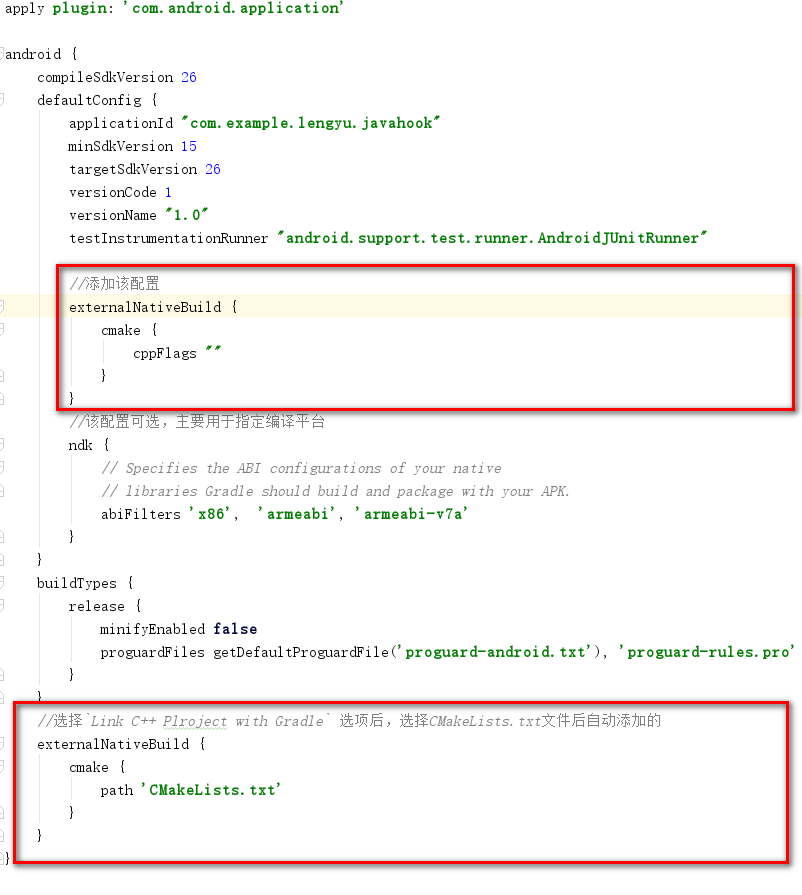 apply plugin: 'com.android.application'
android {
compileSdkVersion 26
defaultConfig {
applicationId "com.example.lengyu.javahook"
minSdkVersion 15
targetSdkVersion 26
versionCode 1
versionName "1.0"
testInstrumentationRunner "android.support.test.runner.AndroidJUnitRunner"
//添加该配置
externalNativeBuild {
cmake {
cppFlags ""
}
}
//该配置可选，主要用于指定编译平台
ndk {
// Specifies the ABI configurations of your native
// libraries Gradle should build and package with your APK.
abiFilters 'x86', 'armeabi', 'armeabi-v7a'
}
}
buildTypes {
release {
minifyEnabled false
proguardFiles getDefaultProguardFile('proguard-android.txt'), 'proguard-rules.pro'
}
}
//选择`Link C++ Plroject with Gradle` 选项后，选择CMakeLists.txt文件后自动添加的
externalNativeBuild {
cmake {
path 'CMakeLists.txt'
}
}
}